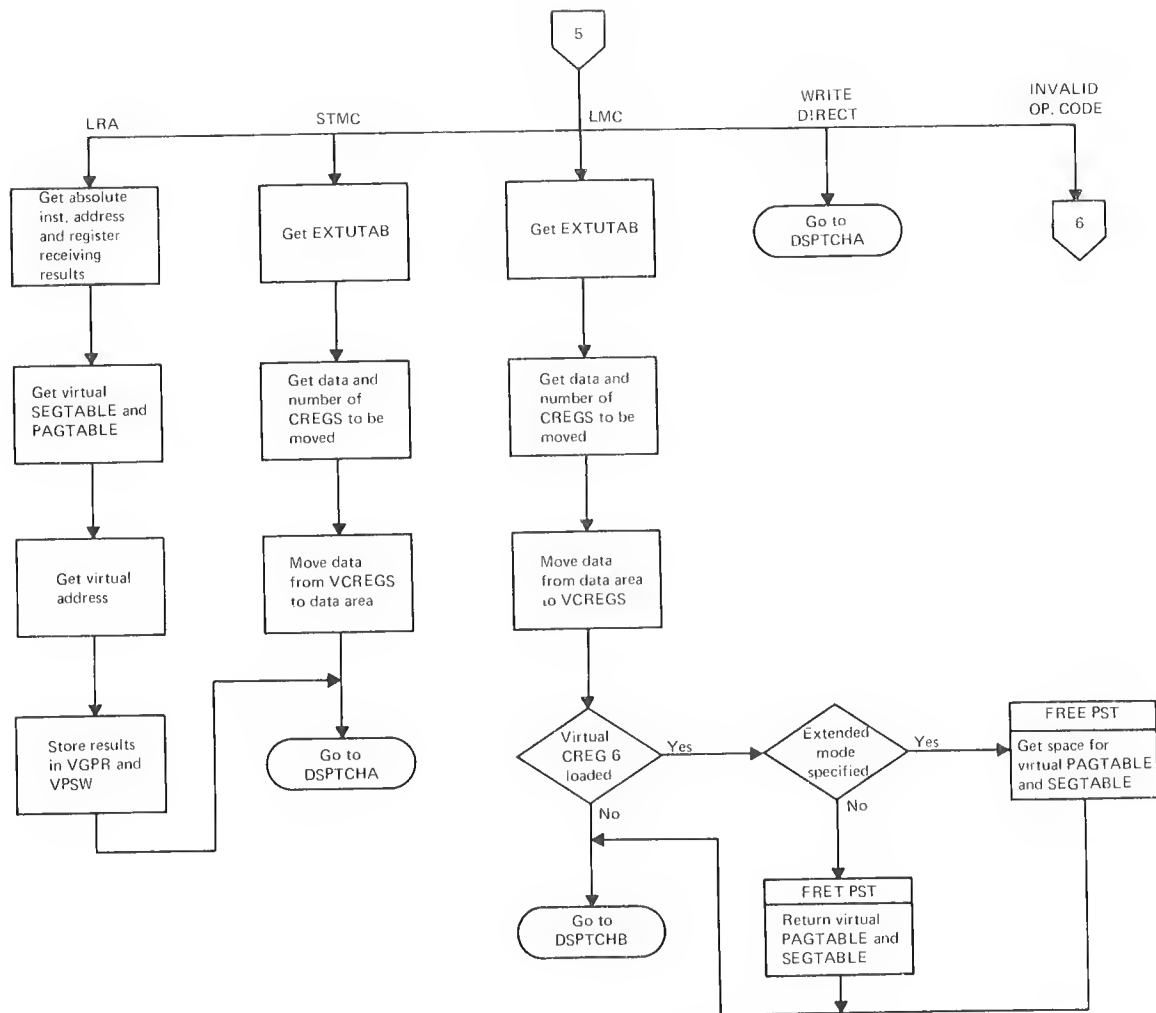 5
LRA
STMC
LMC
WRITE
DIRECT
INVALID
OP. CODE
Get absolute
inst, address
and register
receiving
results
Get EXTUTAB
Get EXTUTAB
Go to
DSPTCHA
6
Get virtual
SEGTABLE and
PAGTABLE
Get data and
number of
CREGS to be
moved
Get data and
number of
CREGS to be
moved
Get virtual
address
Move data
from VCREGS
to data area
Move data
from data area
to VCREGS
Store results
in VGPR and
VPSW
Go to
DSPTCHA
Virtual
CREG 6
loaded
Yes
No
Extended
mode
specified
Yes
No
FREE PST
Get space for
virtual PAGTABLE
and SEGTABLE
Go to
DSPTCHB
FRET PST
Return virtual
PAGTABLE and
SEGTABLE